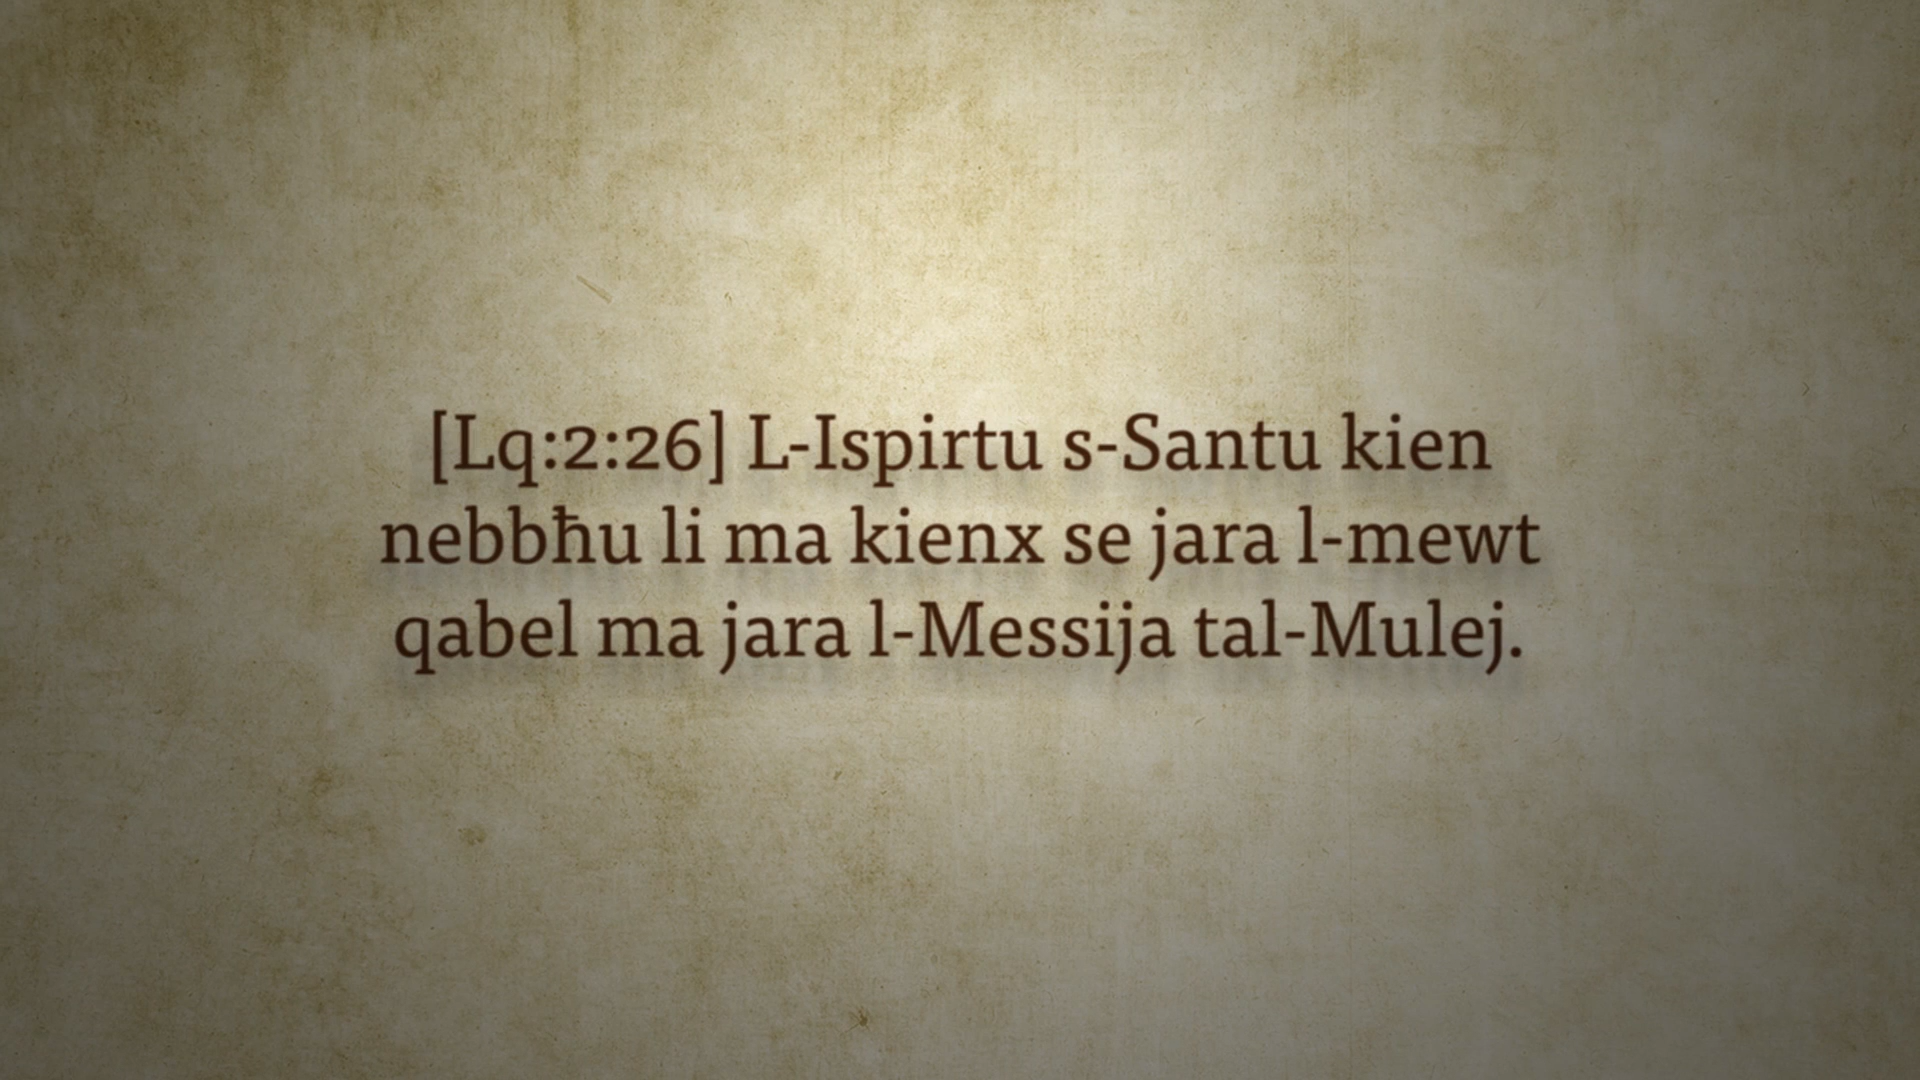 [Lq:2:26] L-Ispirtu s-Santu kien
nebbħu li ma kienx se jara l-mewt
qabel ma jara l-Messija tal-Mulej.